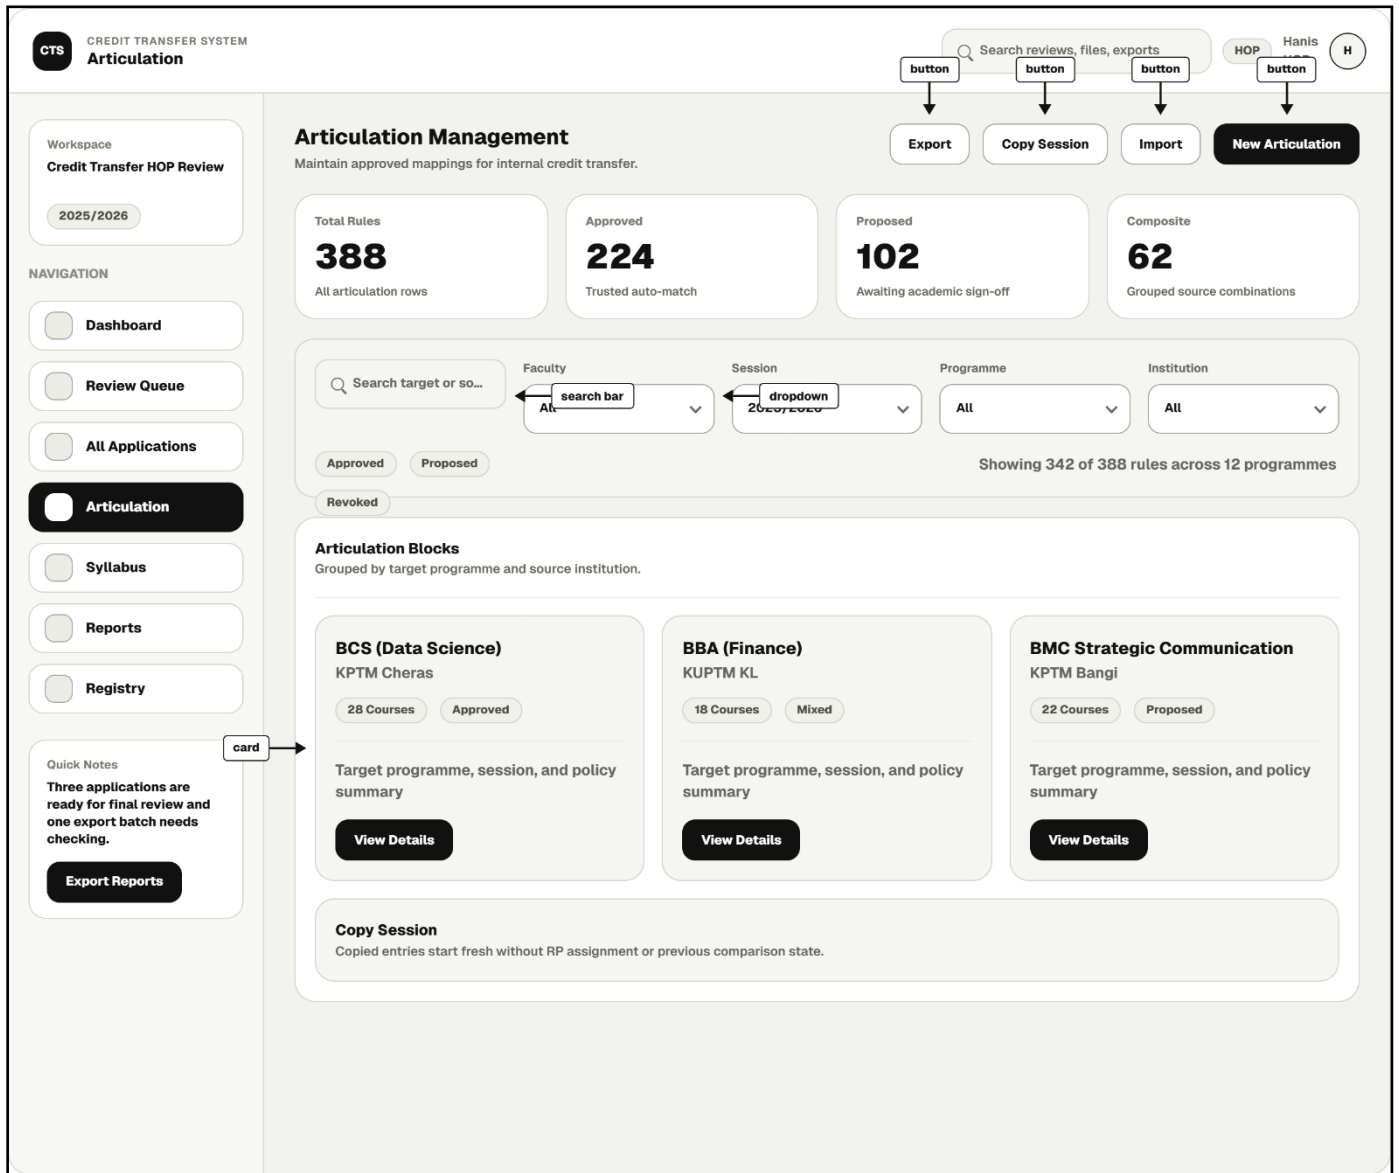 CTS
CREDIT TRANSFER SYSTEM
Articulation
Search reviews, files, exports
HOP
Hanis
H
button
button
button
button
Workspace
Credit Transfer HOP Review
2025/2026
NAVIGATION
Dashboard
Review Queue
All Applications
Articulation
Syllabus
Reports
Registry
Quick Notes
Three applications are
ready for final review and
one export batch needs
checking.
Export Reports
Articulation Management
Maintain approved mappings for internal credit transfer.
Export
Copy Session
Import
New Articulation
Total Rules
388
All articulation rows
Approved
224
Trusted auto-match
Proposed
102
Awaiting academic sign-off
Composite
62
Grouped source combinations
Search target or so...
Faculty
All
search bar
Session
2025/2026
dropdown
Programme
All
Institution
All
Approved
Proposed
Revoked
Showing 342 of 388 rules across 12 programmes
Articulation Blocks
Grouped by target programme and source institution.
card
BCS (Data Science)
KPTM Cheras
28 Courses
Approved
Target programme, session, and policy
summary
View Details
BBA (Finance)
KUPTM KL
18 Courses
Mixed
Target programme, session, and policy
summary
View Details
BMC Strategic Communication
KPTM Bangi
22 Courses
Proposed
Target programme, session, and policy
summary
View Details
Copy Session
Copied entries start fresh without RP assignment or previous comparison state.